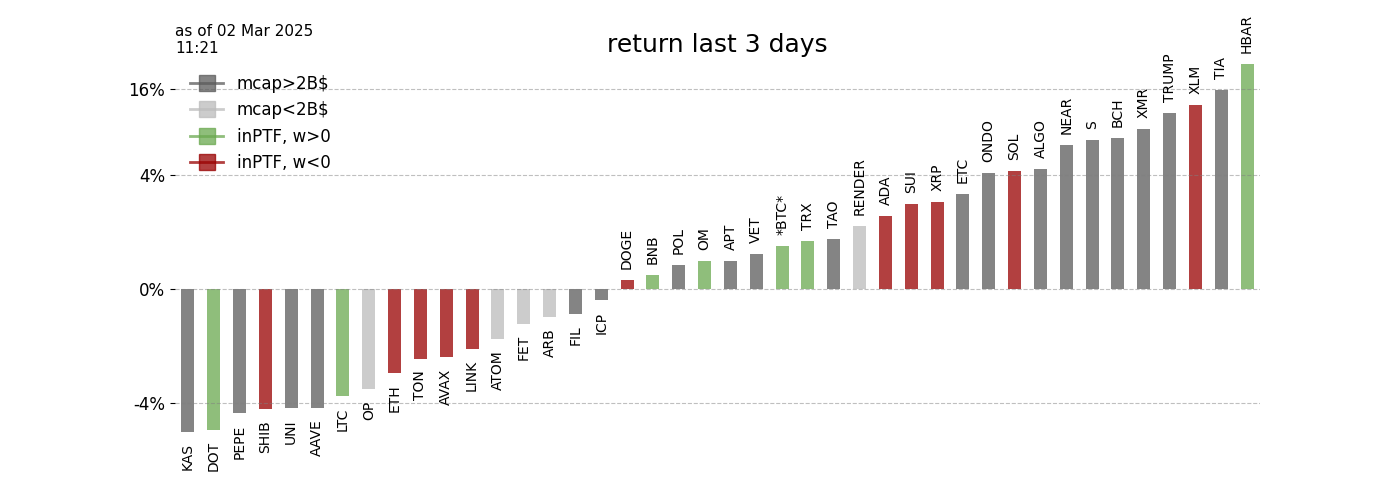 as of 02 Mar 2025
11:21
return last 3 days
mcap>2B$
mcap<2B$
inPTF, w>0
inPTF, w<0
16%
4%
0%
-4%
KAS
DOT
PEPE
SHIB
UNI
AAVE
LTC
OP
ETH
TON
AVAX
LINK
ATOM
FET
ARB
FIL
ICP
DOGE
BNB
POL
OM
APT
VET
*BTC*
TRX
TAO
RENDER
ADA
SUI
XRP
ETC
ONDO
SOL
ALGO
NEAR
S
BCH
XMR
TRUMP
XLM
TIA
HBAR